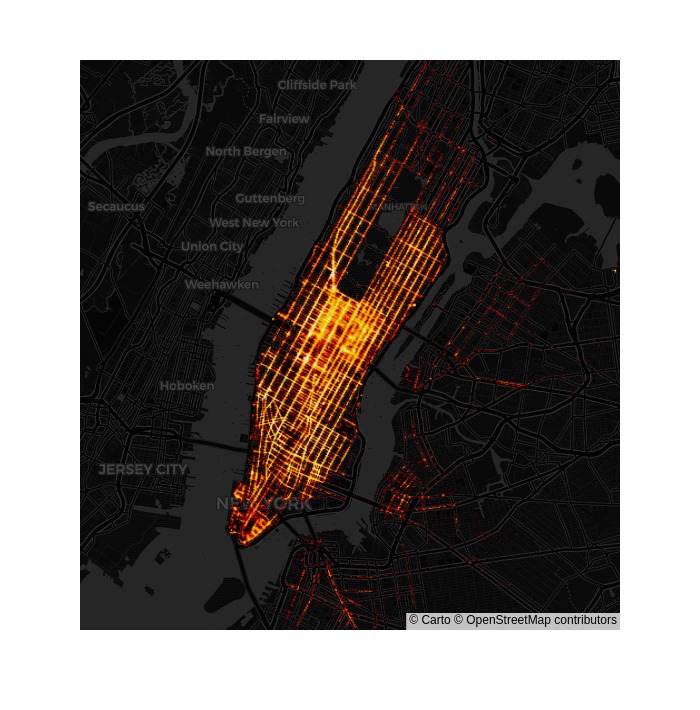 Cliffside Park
Fairview
North Bergen
Guttenberg
Secaucus
MANHATTAN
West New York
Union City
Weehawken
Hoboken
JERSEY CITY
NEW YORK
© Carto © OpenStreetMap contributors